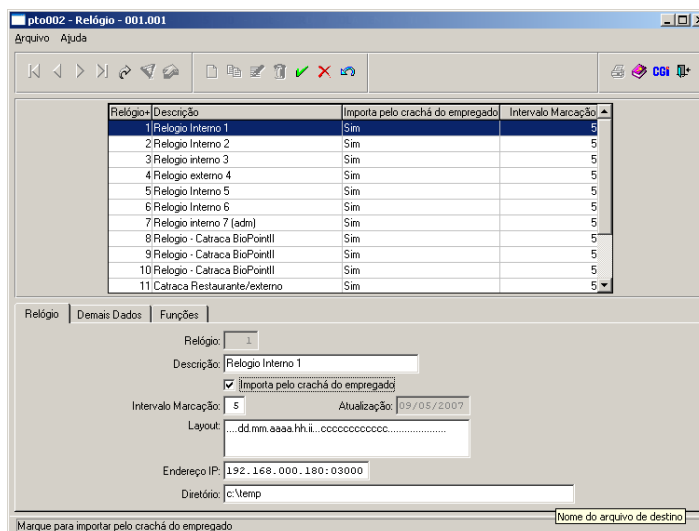 pto002 - Relógio - 001.001
Arquivo Ajuda
CGi
Relógio+ Descrição Importa pelo crachá do empregado Intervalo Marcação
1 Relogio Interno 1 Sim 5
2 Relogio Interno 2 Sim 5
3 Relogio interno 3 Sim 5
4 Relogio externo 4 Sim 5
5 Relogio Interno 5 Sim 5
6 Relogio Interno 6 Sim 5
7 Relogio interno 7 (adm) Sim 5
8 Relogio - Catraca BioPointII Sim 5
9 Relogio - Catraca BioPointII Sim 5
10 Relogio - Catraca BioPointII Sim 5
11 Catraca Restaurante/externo Sim 5
Relógio Demais Dados Funções
Relógio: 1
Descrição: Relogio Interno 1
Importa pelo crachá do empregado
Intervalo Marcação: 5 Atualização: 09/05/2007
Layout: ....dd.mm.aaaa.hh.ii...cccccccccccc.....................
Endereço IP: 192.168.000.180:03000
Diretório: c:\temp
Nome do arquivo de destino
Marque para importar pelo crachá do empregado